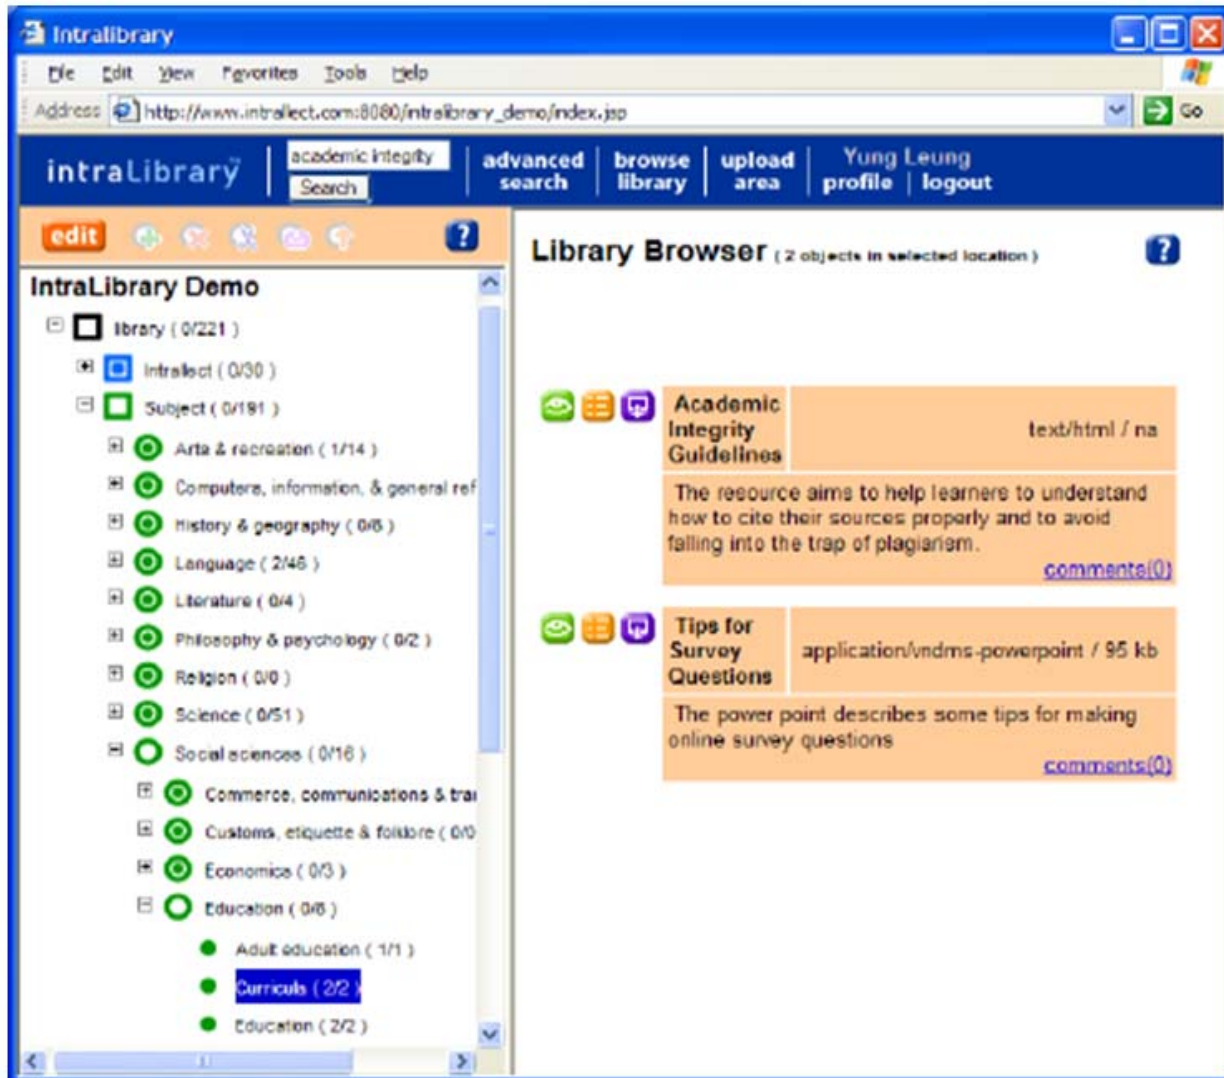 Intralibrary
File Edit View Favorites Tools Help
Address http://www.intrallect.com:8080/intralibrary_demo/index.jsp Go
intraLibrary
academic integrity
Search
advanced search
browse library
upload area
Yung Leung
profile | logout
edit
?
IntraLibrary Demo
library ( 0/221 )
Intrallect ( 0/30 )
Subject ( 0/191 )
Arts & recreation ( 1/14 )
Computers, information, & general ref
History & geography ( 0/6 )
Language ( 2/46 )
Literature ( 0/4 )
Philosophy & psychology ( 0/2 )
Religion ( 0/0 )
Science ( 0/51 )
Social sciences ( 0/16 )
Commerce, communications & tra
Customs, etiquette & folklore ( 0/0
Economics ( 0/3 )
Education ( 0/6 )
Adult education ( 1/1 )
Curricula ( 2/2 )
Education ( 2/2 )
Library Browser ( 2 objects in selected location )
?
Academic
Integrity
Guidelines
text/html / na
The resource aims to help learners to understand
how to cite their sources properly and to avoid
falling into the trap of plagiarism.
comments(0)
Tips for
Survey
Questions
application/vndms-powerpoint / 95 kb
The power point describes some tips for making
online survey questions
comments(0)